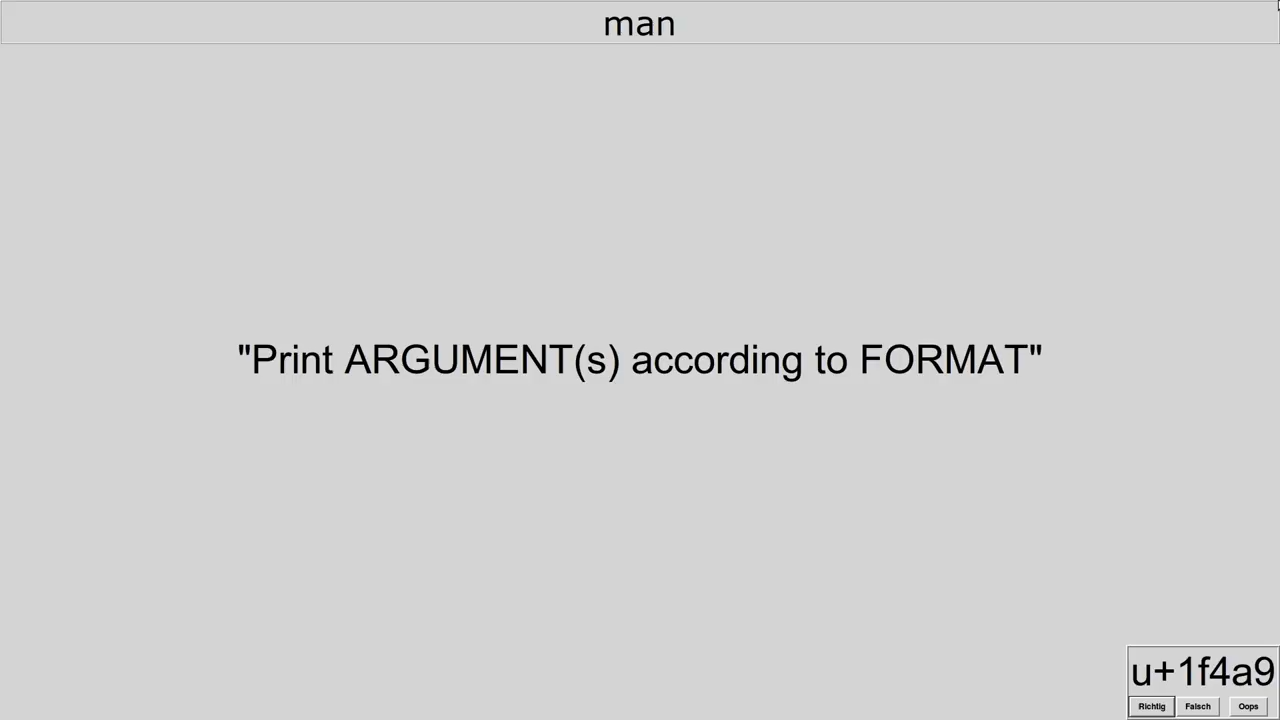 man
"Print ARGUMENT(s) according to FORMAT"
u+1f4a9
Richtig Falsch Oops